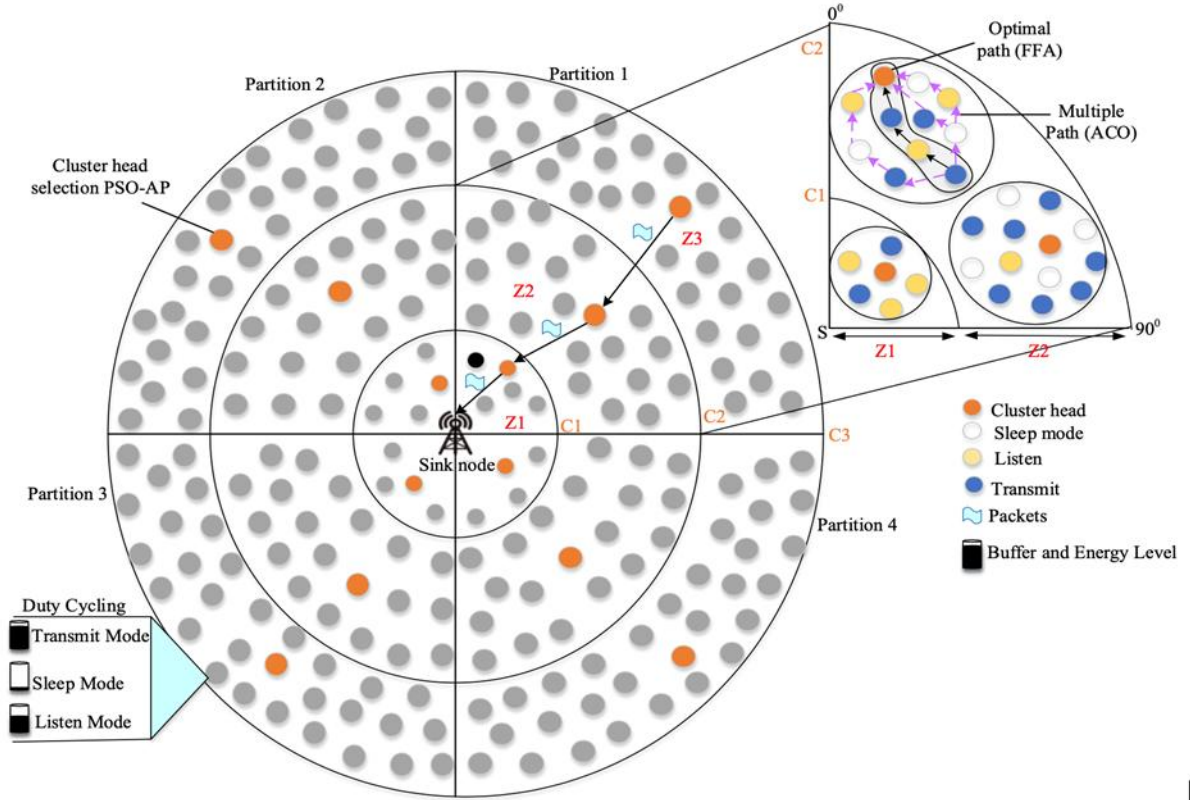 0⁰
C2
Optimal
path (FFA)
Multiple
Path (ACO)
C1
S
Z1
Z2
90⁰
Partition 2
Partition 1
Cluster head
selection PSO-AP
Z3
Z2
Z1
C1
C2
C3
Sink node
Partition 3
Partition 4
Cluster head
Sleep mode
Listen
Transmit
Packets
Buffer and Energy Level
Duty Cycling
Transmit Mode
Sleep Mode
Listen Mode